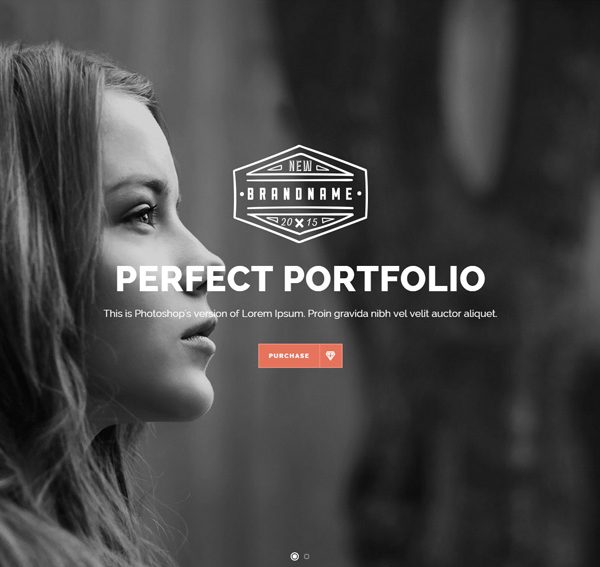 NEW
BRANDNAME
20 15
PERFECT PORTFOLIO
This is Photoshop's version of Lorem Ipsum. Proin gravida nibh vel velit auctor aliquet.
PURCHASE